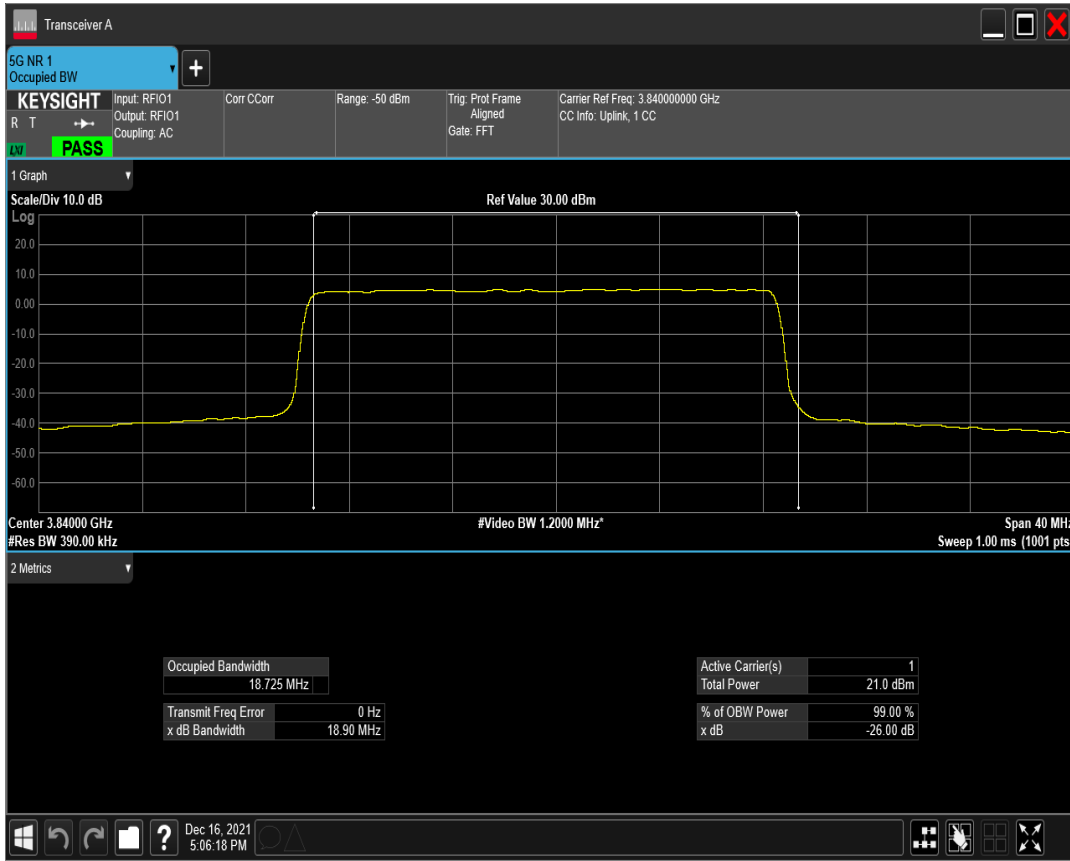 Transceiver A
5G NR 1
Occupied BW
KEYSIGHT
R T
LXI
PASS
Input: RFIO1
Output: RFIO1
Coupling: AC
Corr CCorr
Range: -50 dBm
Trig: Prot Frame
Aligned
Gate: FFT
Carrier Ref Freq: 3.840000000 GHz
CC Info: Uplink, 1 CC
1 Graph
Scale/Div 10.0 dB
Ref Value 30.00 dBm
Log
20.0
10.0
0.00
-10.0
-20.0
-30.0
-40.0
-50.0
-60.0
Center 3.84000 GHz
#Video BW 1.2000 MHz*
Span 40 MHz
#Res BW 390.00 kHz
Sweep 1.00 ms (1001 pts
2 Metrics
Occupied Bandwidth
18.725 MHz
Transmit Freq Error 0 Hz
x dB Bandwidth 18.90 MHz
Active Carrier(s) 1
Total Power 21.0 dBm
% of OBW Power 99.00 %
x dB -26.00 dB
?
Dec 16, 2021
5:06:18 PM